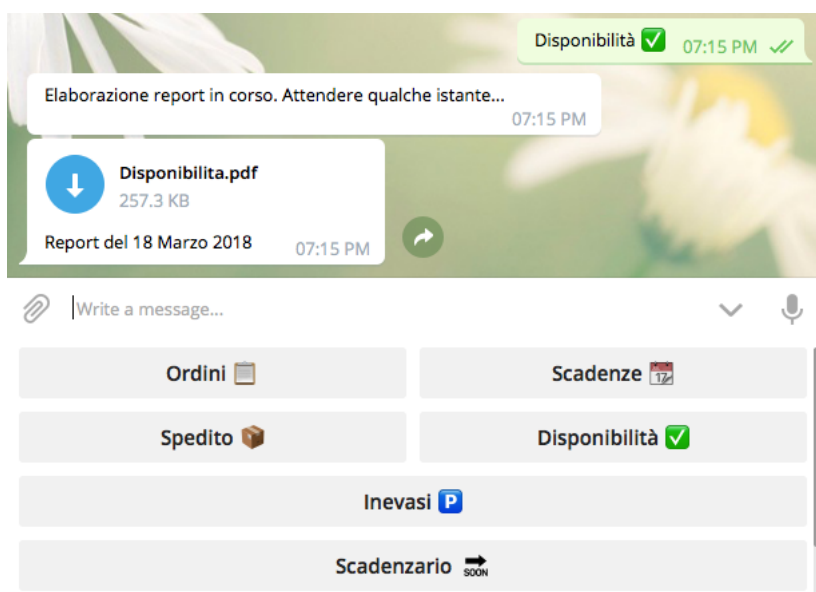 Disponibilità ✅ 07:15 PM
Elaborazione report in corso. Attendere qualche istante...
07:15 PM
Disponibilita.pdf
257.3 KB
Report del 18 Marzo 2018 07:15 PM
Write a message...
Ordini 📋
Scadenze 📅
Spedito 📦
Disponibilità ✅
Inevasi 🅿️
Scadenzario 🔜